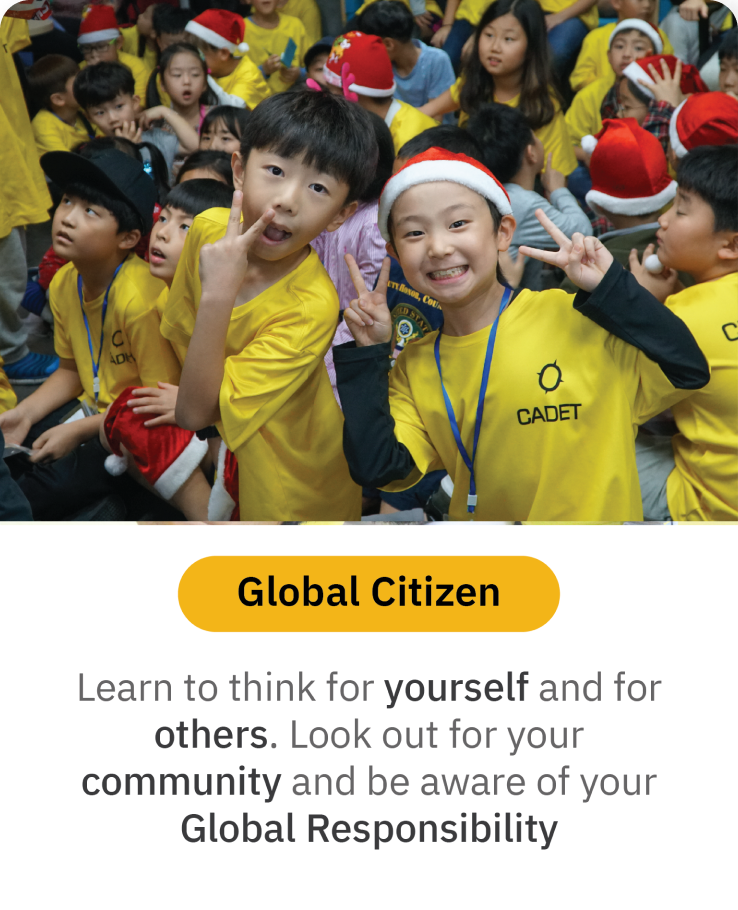 CADET
Global Citizen
Learn to think for yourself and for
others. Look out for your
community and be aware of your
Global Responsibility